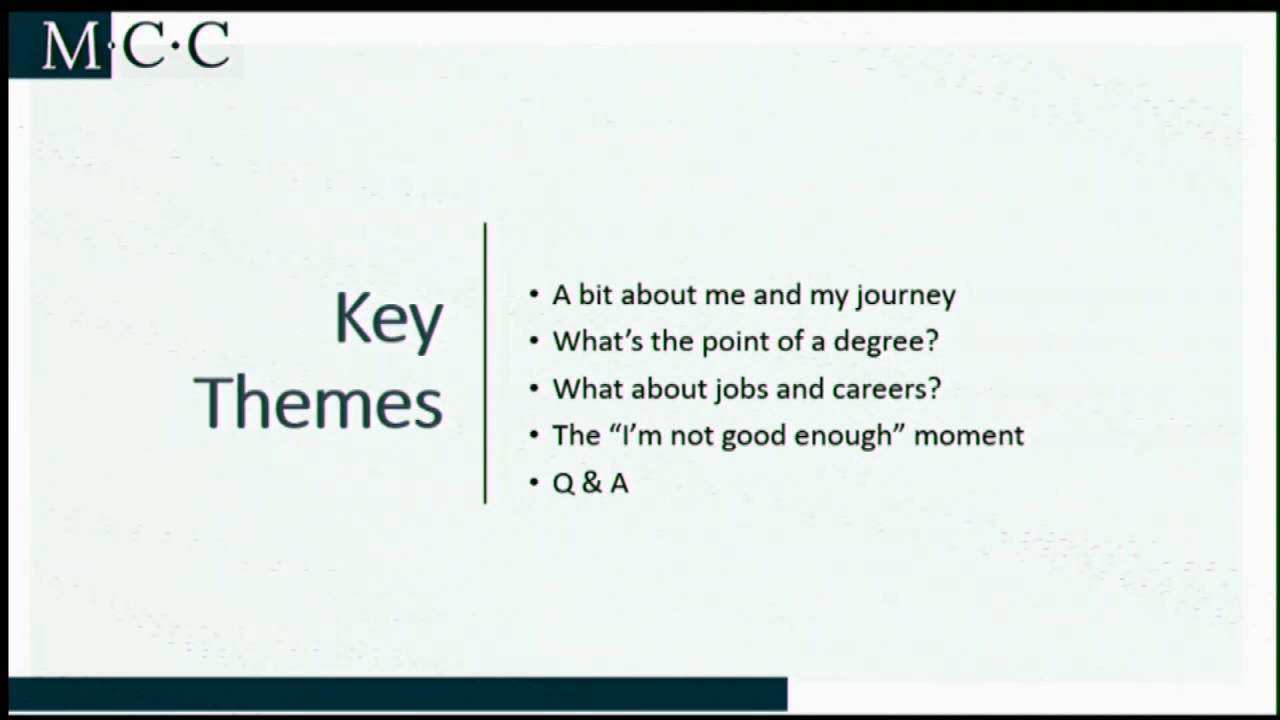 M·C·C
Key
Themes
• A bit about me and my journey
• What’s the point of a degree?
• What about jobs and careers?
• The “I’m not good enough” moment
• Q & A